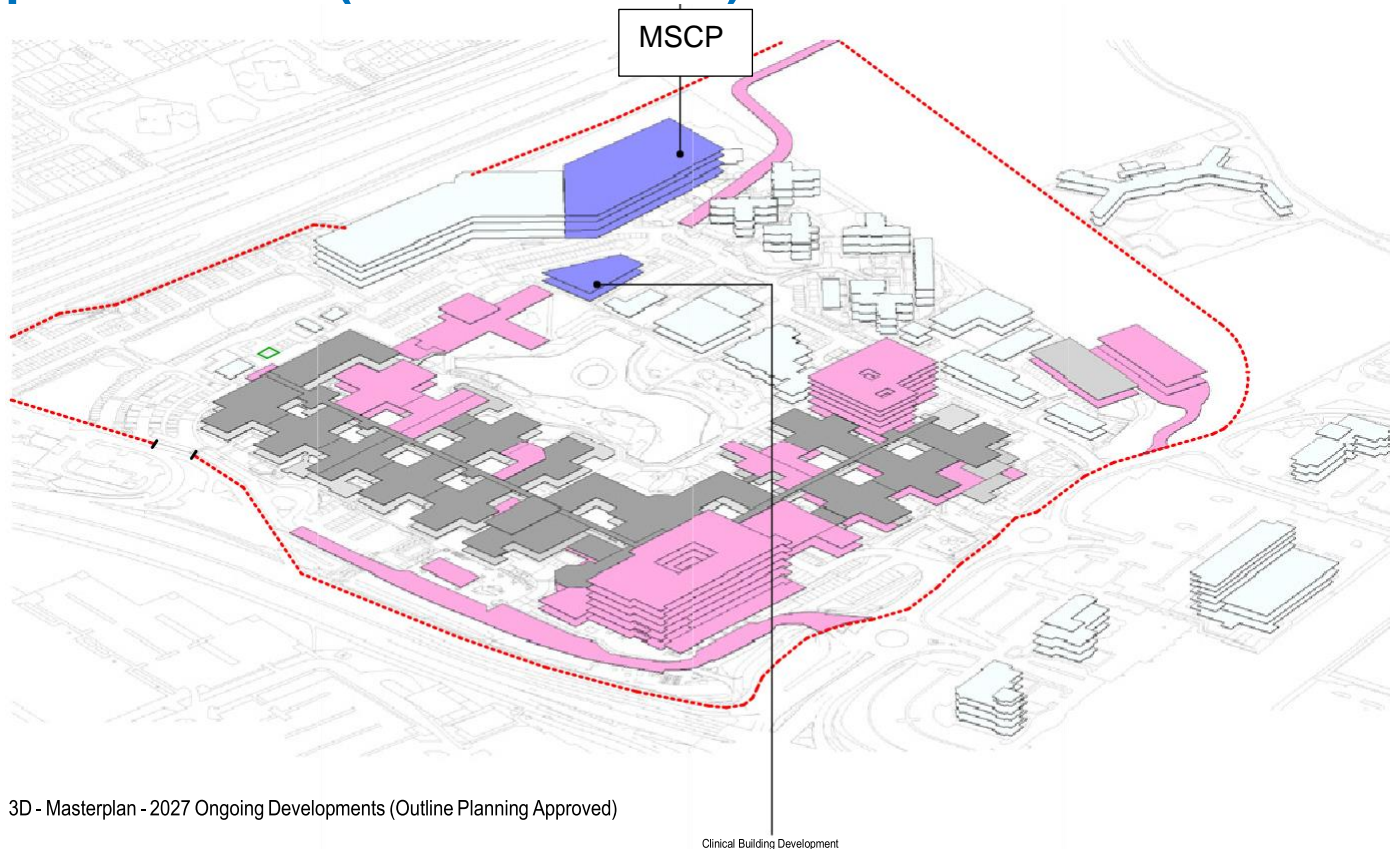 MSCP
3D - Masterplan - 2027 Ongoing Developments (Outline Planning Approved)
Clinical Building Development